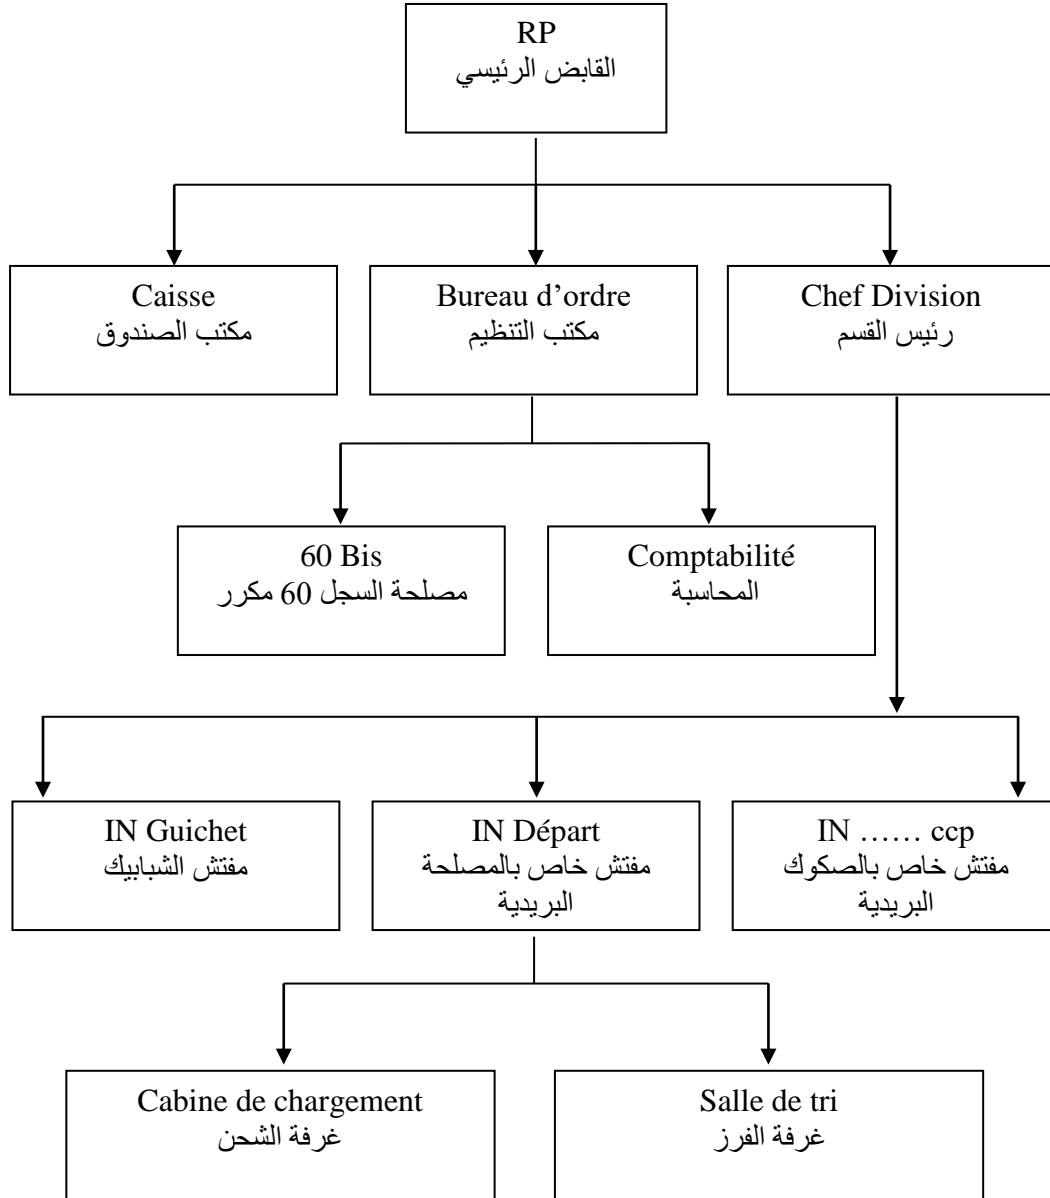 RP
القابض الرئيسي
Caisse
مكتب الصندوق
Bureau d’ordre
مكتب التنظيم
Chef Division
رئيس القسم
60 Bis
مصلحة السجل 60 مكرر
Comptabilité
المحاسبة
IN Guichet
مفتش الشبابيك
IN Départ
مفتش خاص بالمصلحة
البريدية
IN …… ccp
مفتش خاص بالصكوك
البريدية
Cabine de chargement
غرفة الشحن
Salle de tri
غرفة الفرز